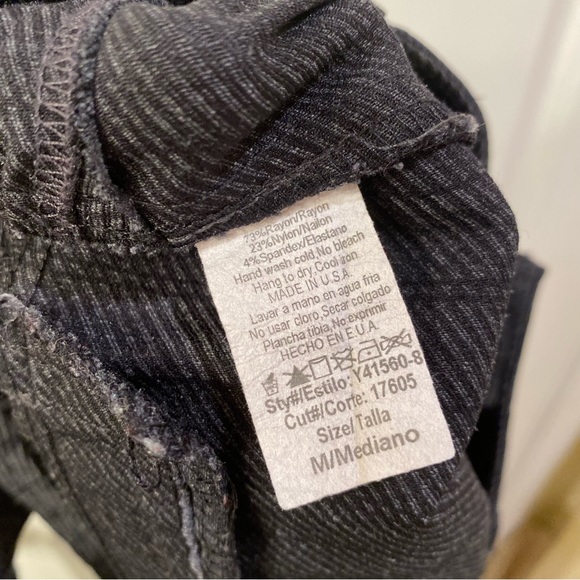 73%Rayon/Rayon
23%Nylon/Nailon
4%Spandex/Elastano
Hand wash cold,No bleach
Hang to dry,Cool iron
MADE IN U.S.A.
Lavar a mano en agua fria
No usar cloro,Secar colgado
Plancha tibia,No exprimir
HECHO EN E.U.A.
Sty#/Estilo: Y41560-8
Cut#/Corte: 17605
Size/Talla
M/Mediano